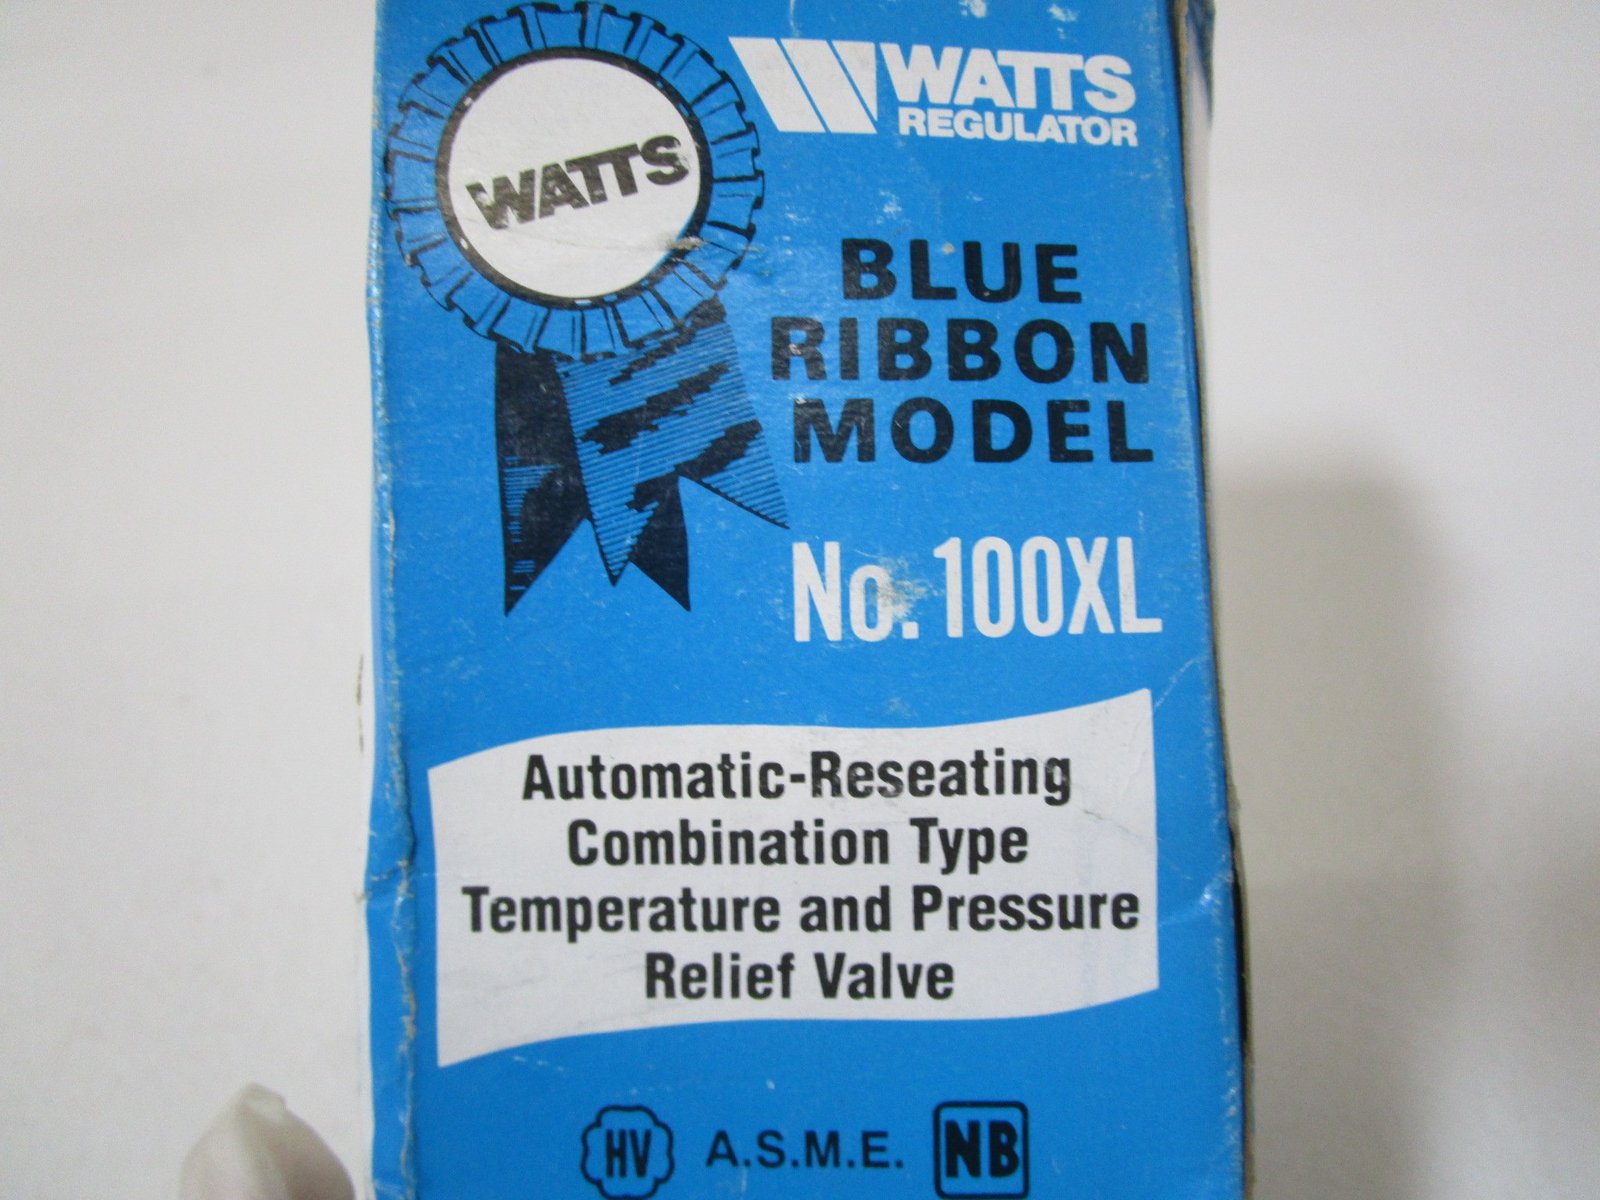 WATTS
WATTS
REGULATOR
BLUE
RIBBON
MODEL
No. 100XL
Automatic-Reseating
Combination Type
Temperature and Pressure
Relief Valve
HV A.S.M.E. NB